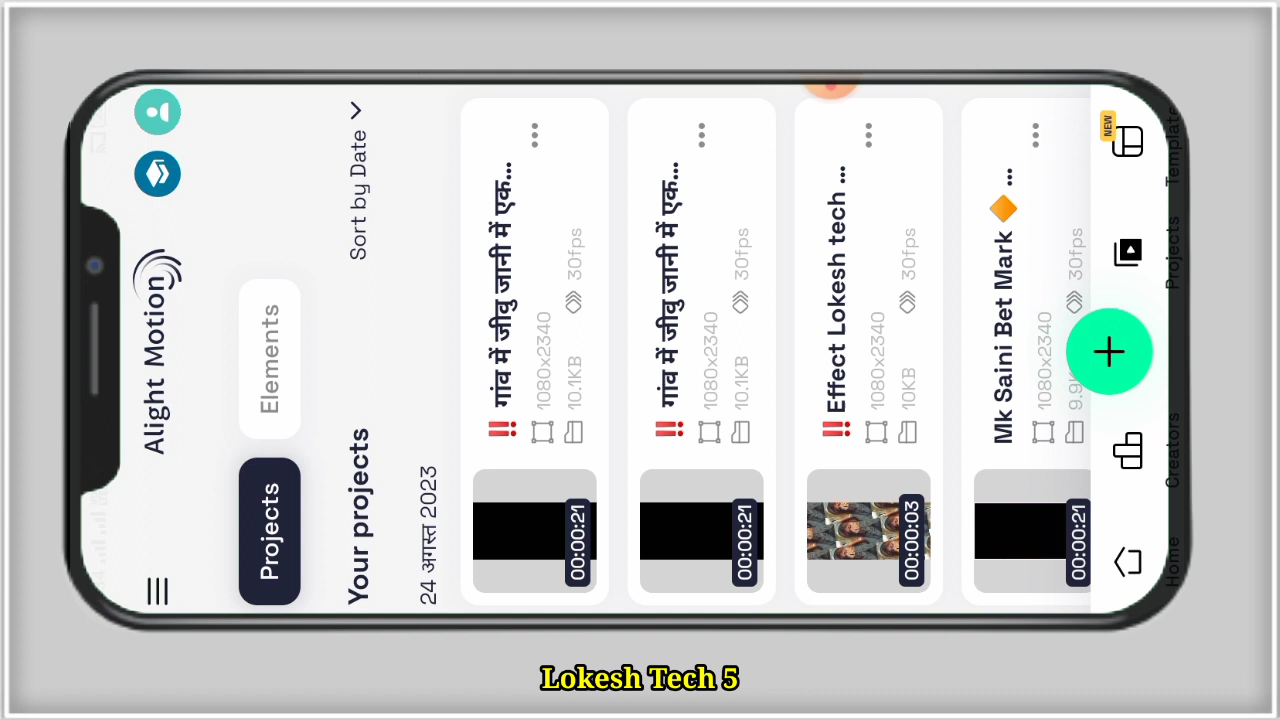 Alight Motion
Projects
Elements
Your projects
Sort by Date
24 अगस्त 2023
‼️गांव में जीवु जानी में एक...
1080x2340
10.1KB
30fps
00:00:21
‼️गांव में जीवु जानी में एक...
1080x2340
10.1KB
30fps
00:00:21
‼️Effect Lokesh tech ...
1080x2340
10KB
30fps
00:00:03
Mk Saini Bet Mark 🔶 ...
1080x2340
30fps
00:00:21
NEW
Home
Creators
Projects
Template
Lokesh Tech 5